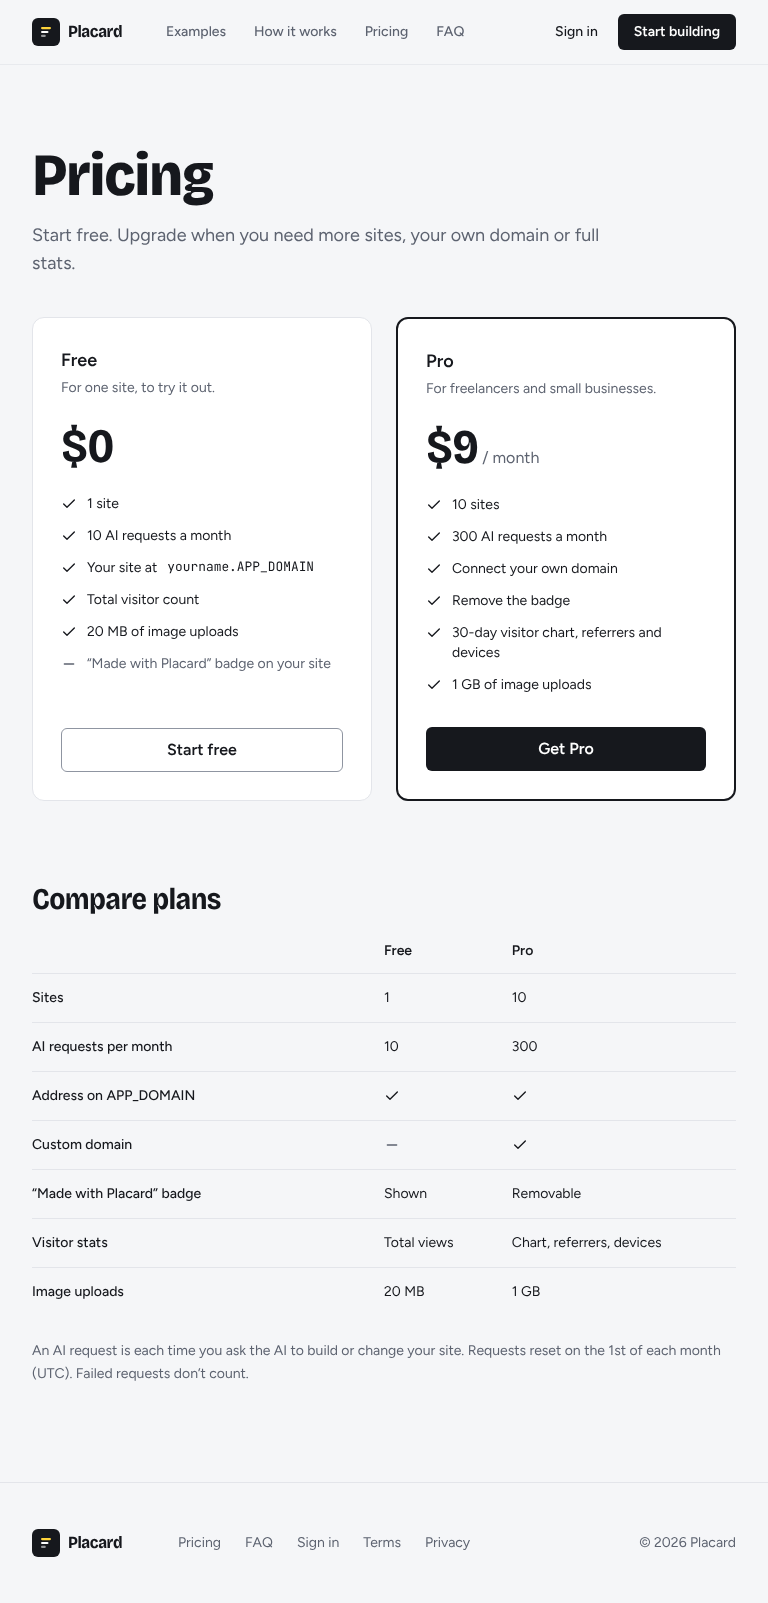 Placard
Examples
How it works
Pricing
FAQ
Sign in
Start building
Pricing
Start free. Upgrade when you need more sites, your own domain or full
stats.
Free
For one site, to try it out.
$0
1 site
10 AI requests a month
Your site at yourname.APP_DOMAIN
Total visitor count
20 MB of image uploads
“Made with Placard” badge on your site
Start free
Pro
For freelancers and small businesses.
$9 / month
10 sites
300 AI requests a month
Connect your own domain
Remove the badge
30-day visitor chart, referrers and
devices
1 GB of image uploads
Get Pro
Compare plans
Free Pro
Sites 1 10
AI requests per month 10 300
Address on APP_DOMAIN
Custom domain
“Made with Placard” badge Shown Removable
Visitor stats Total views Chart, referrers, devices
Image uploads 20 MB 1 GB
An AI request is each time you ask the AI to build or change your site. Requests reset on the 1st of each month
(UTC). Failed requests don’t count.
Placard
Pricing
FAQ
Sign in
Terms
Privacy
© 2026 Placard